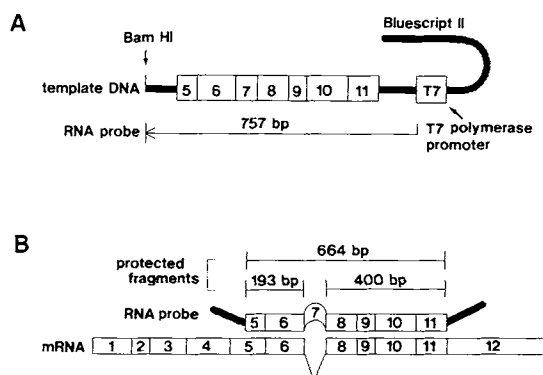 A
Bluescript II
Bam HI
template DNA
5 6 7 8 9 10 11
T7
RNA probe
757 bp
T7 polymerase
promoter
B
664 bp
protected
fragments
193 bp
400 bp
RNA probe
5 6 7 8 9 10 11
mRNA
1 2 3 4 5 6 8 9 10 11 12